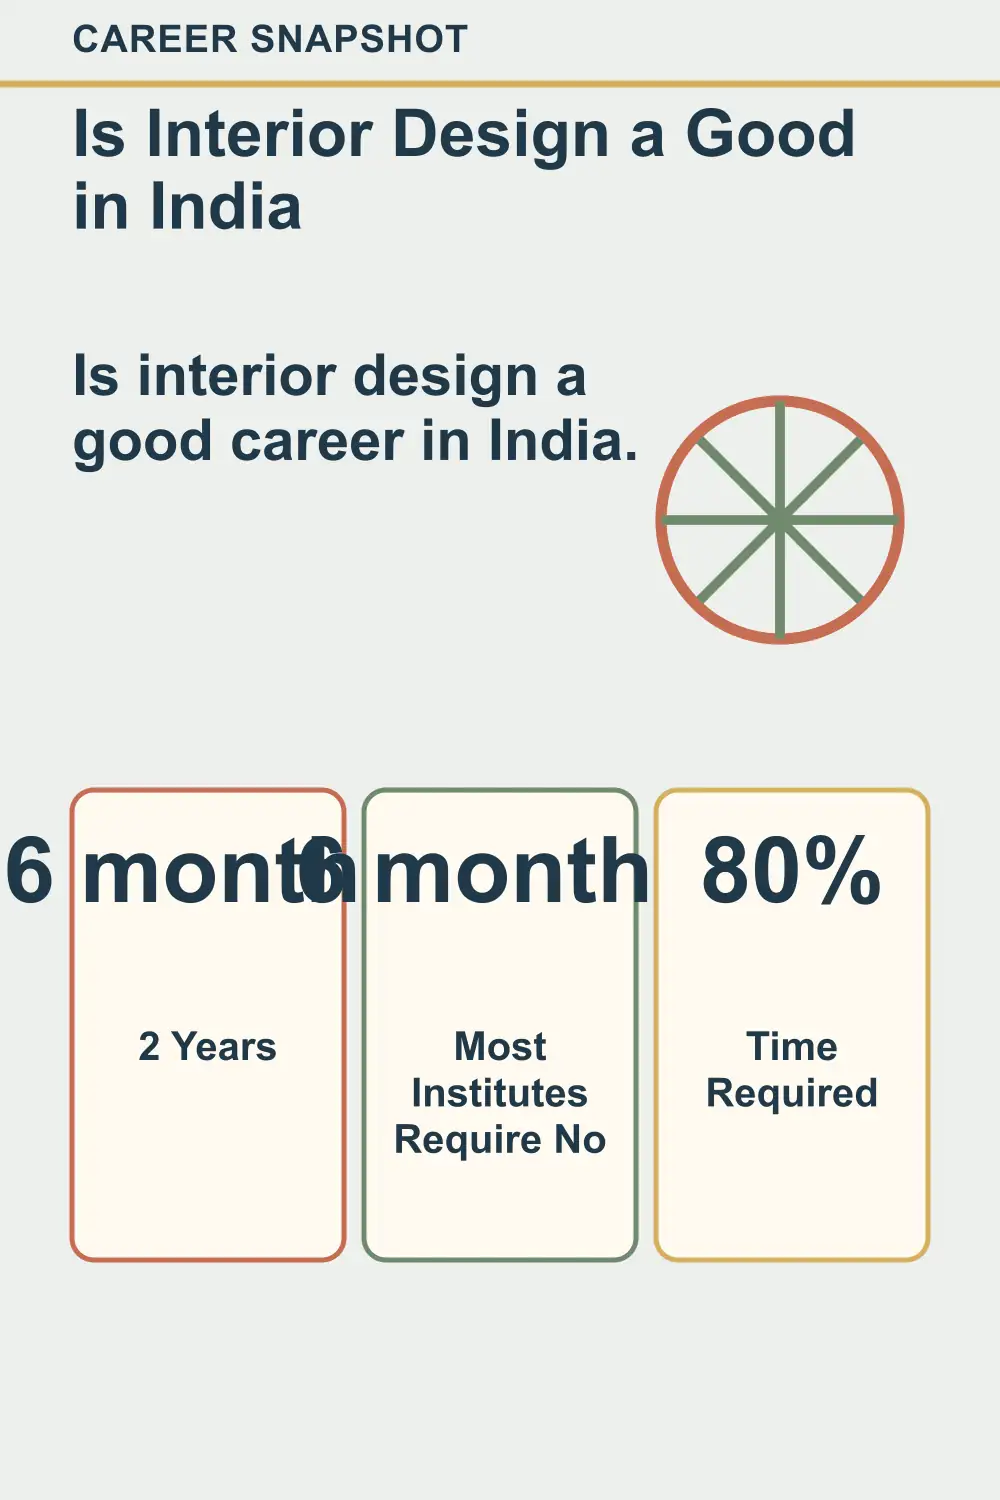 CAREER SNAPSHOT
Is Interior Design a Good
in India
Is interior design a
good career in India.
6 month
6 month
80%
2 Years
Most
Institutes
Require No
Time
Required